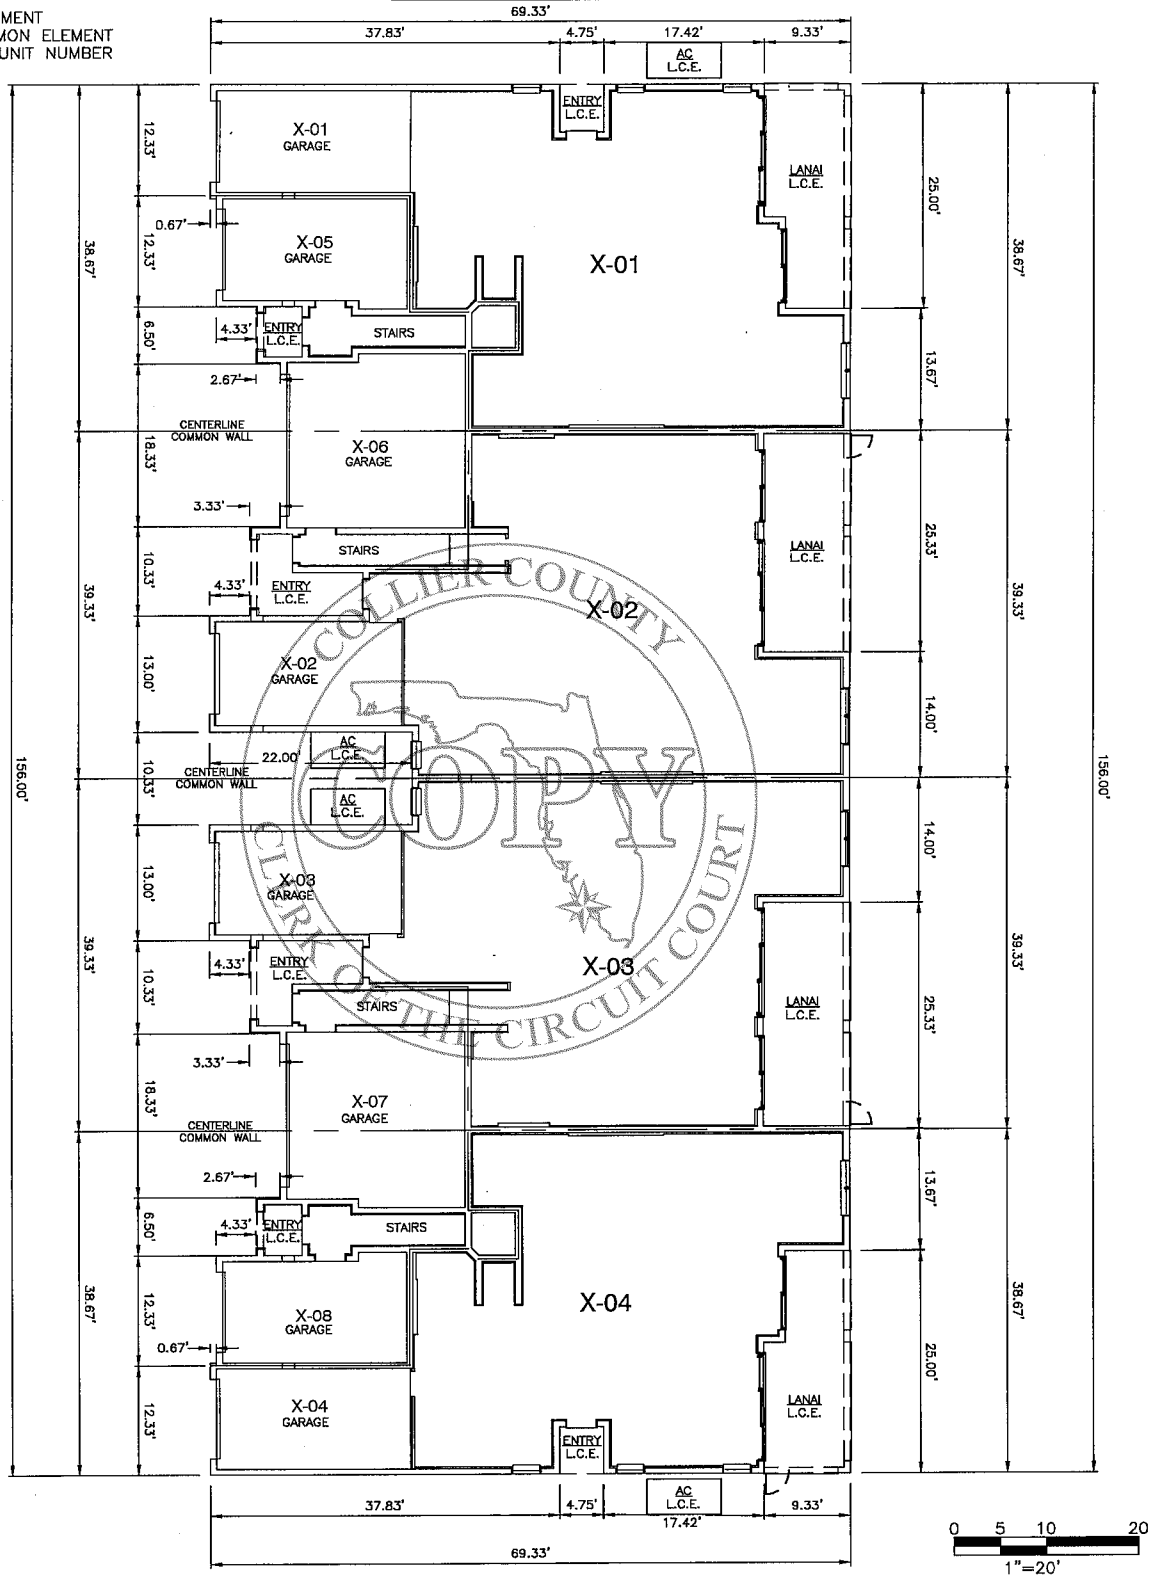 69.33'
MENT
MON ELEMENT
UNIT NUMBER
37.83'
4.75'
17.42'
9.33'
AC
L.C.E.
ENTRY
L.C.E.
12.33'
X-01
GARAGE
LANAI
L.C.E.
25.00'
0.67'
12.33'
X-05
GARAGE
38.67'
X-01
38.67'
6.50'
4.33'
ENTRY
L.C.E.
STAIRS
13.67'
2.67'
CENTERLINE
COMMON WALL
18.33'
X-06
GARAGE
3.33'
STAIRS
LANAI
L.C.E.
25.33'
10.33'
4.33'
ENTRY
L.C.E.
39.33'
X-02
39.33'
13.00'
X-02
GARAGE
14.00'
AC
L.C.E.
22.00'
156.00'
10.33'
CENTERLINE
COMMON WALL
156.00'
AC
L.C.E.
COLLIER COUNTY
COPY
CLERK OF THE CIRCUIT COURT
14.00'
13.00'
X-03
GARAGE
39.33'
10.33'
4.33'
ENTRY
L.C.E.
X-03
39.33'
STAIRS
LANAI
L.C.E.
25.33'
3.33'
18.33'
X-07
GARAGE
CENTERLINE
COMMON WALL
2.67'
13.67'
6.50'
4.33'
ENTRY
L.C.E.
STAIRS
38.67'
12.33'
X-08
GARAGE
X-04
38.67'
0.67'
25.00'
12.33'
X-04
GARAGE
LANAI
L.C.E.
ENTRY
L.C.E.
AC
L.C.E.
37.83'
4.75'
17.42'
9.33'
69.33'
0 5 10 20
1"=20'